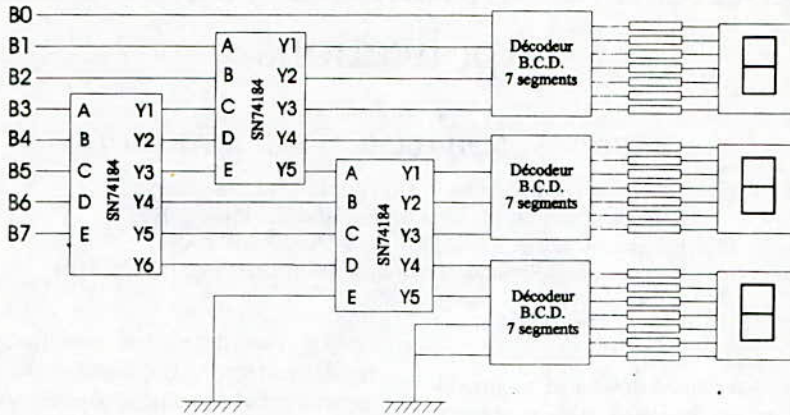 B0
B1
B2
B3
B4
B5
B6
B7
A Y1
B Y2
C Y3
D Y4
E Y5
Y6
SN74184
A Y1
B Y2
C Y3
D Y4
E Y5
SN74184
A Y1
B Y2
C Y3
D Y4
E Y5
SN74184
Décodeur
B.C.D.
7 segments
Décodeur
B.C.D.
7 segments
Décodeur
B.C.D.
7 segments